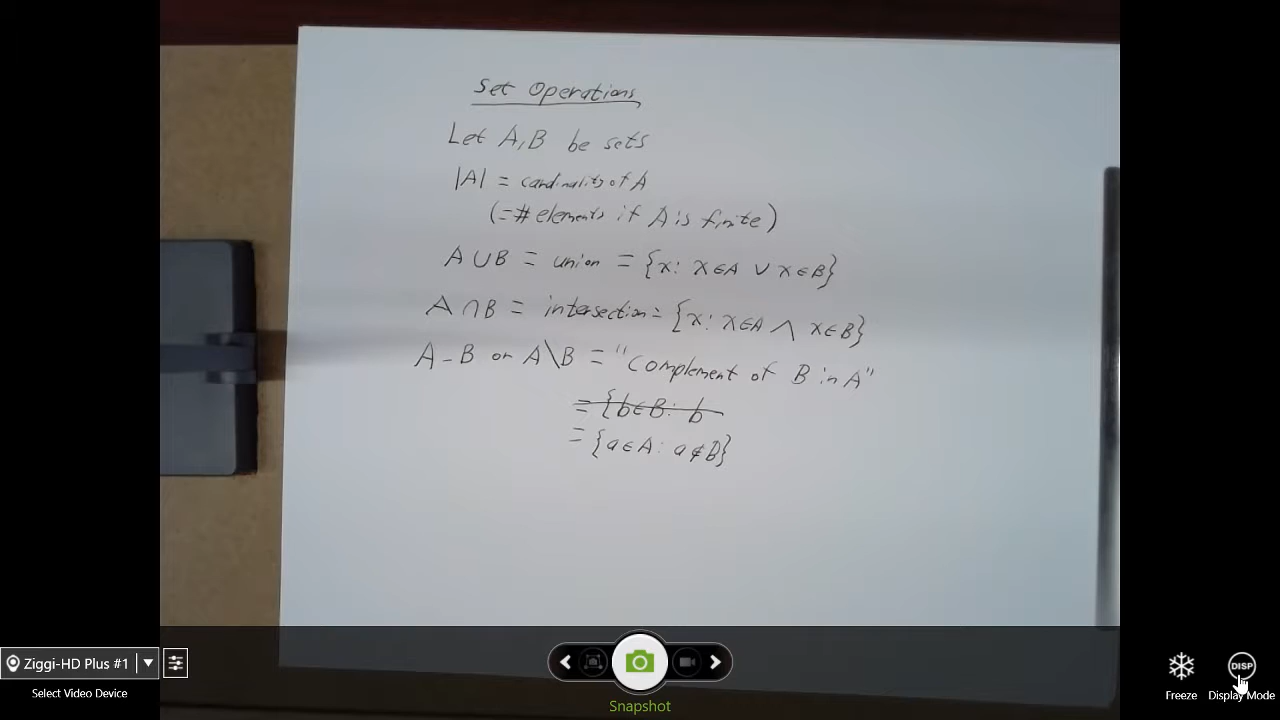 Set Operations
Let A,B be sets
|A| = cardinality of A
(=# elements if A is finite)
A∪B = union = {x: x∈A ∨ x∈B}
A∩B = intersection = {x: x∈A ∧ x∈B}
A-B or A\B = "Complement of B in A"
= {b∈B: b
= {a∈A: a∉B}
Ziggi-HD Plus #1
Select Video Device
Snapshot
Freeze
DISP
Display Mode